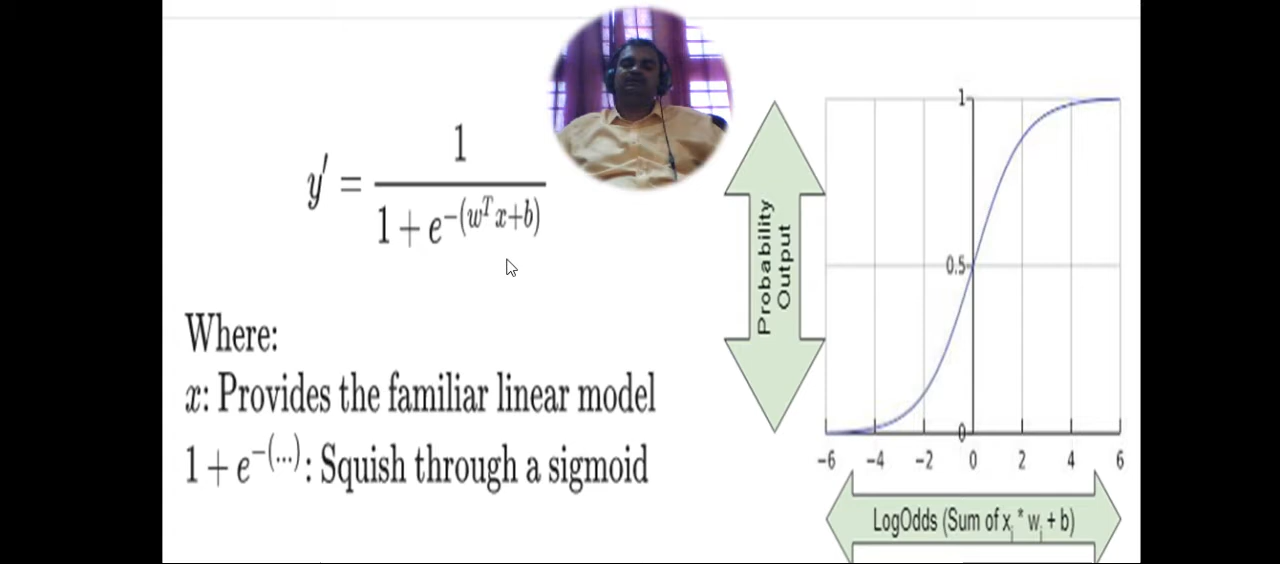 y' = 1 / (1 + e^-(w^T x+b))
Where:
x: Provides the familiar linear model
1 + e^-(...): Squish through a sigmoid
Probability
Output
1
0.5
0
-6 -4 -2 0 2 4 6
LogOdds (Sum of x_i * w_i + b)